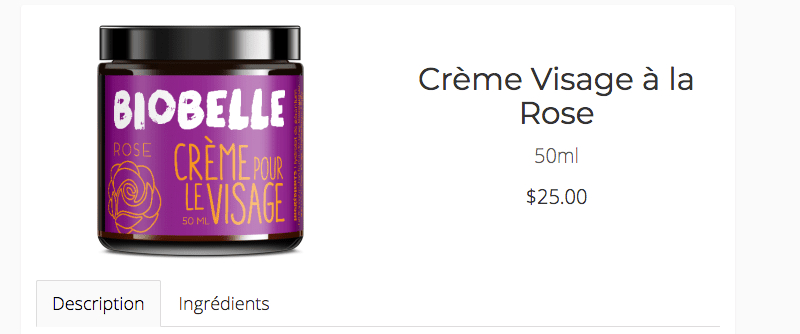 BIOBELLE
ROSE
CRÈME POUR
LE VISAGE
50 ML
Crème Visage à la
Rose
50ml
$25.00
Description
Ingrédients